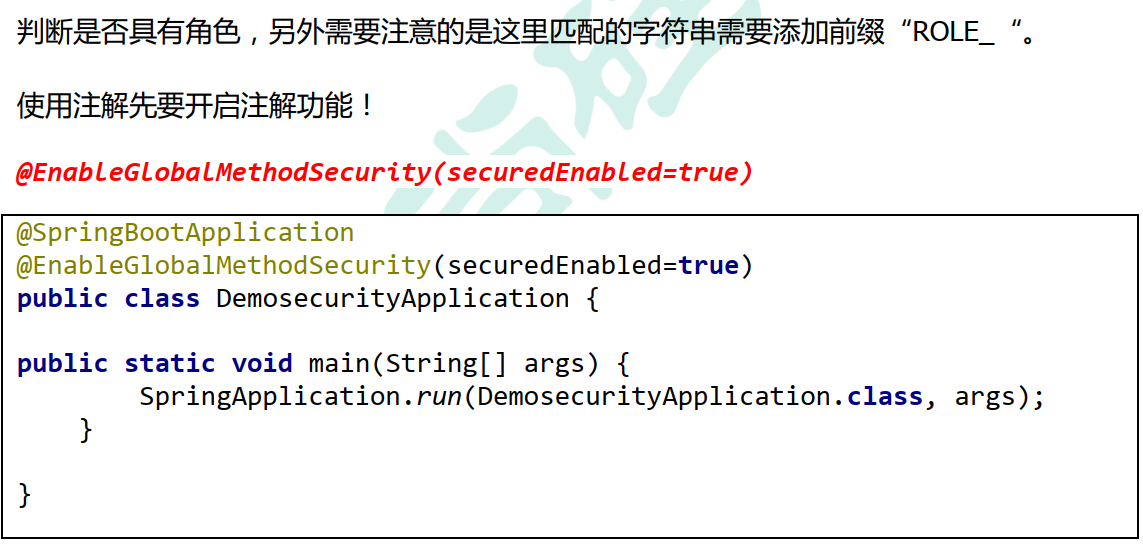 判断是否具有角色，另外需要注意的是这里匹配的字符串需要添加前缀“ROLE_“。
使用注解先要开启注解功能！
@EnableGlobalMethodSecurity(securedEnabled=true)
@SpringBootApplication
@EnableGlobalMethodSecurity(securedEnabled=true)
public class DemosecurityApplication {
public static void main(String[] args) {
SpringApplication.run(DemosecurityApplication.class, args);
}
}